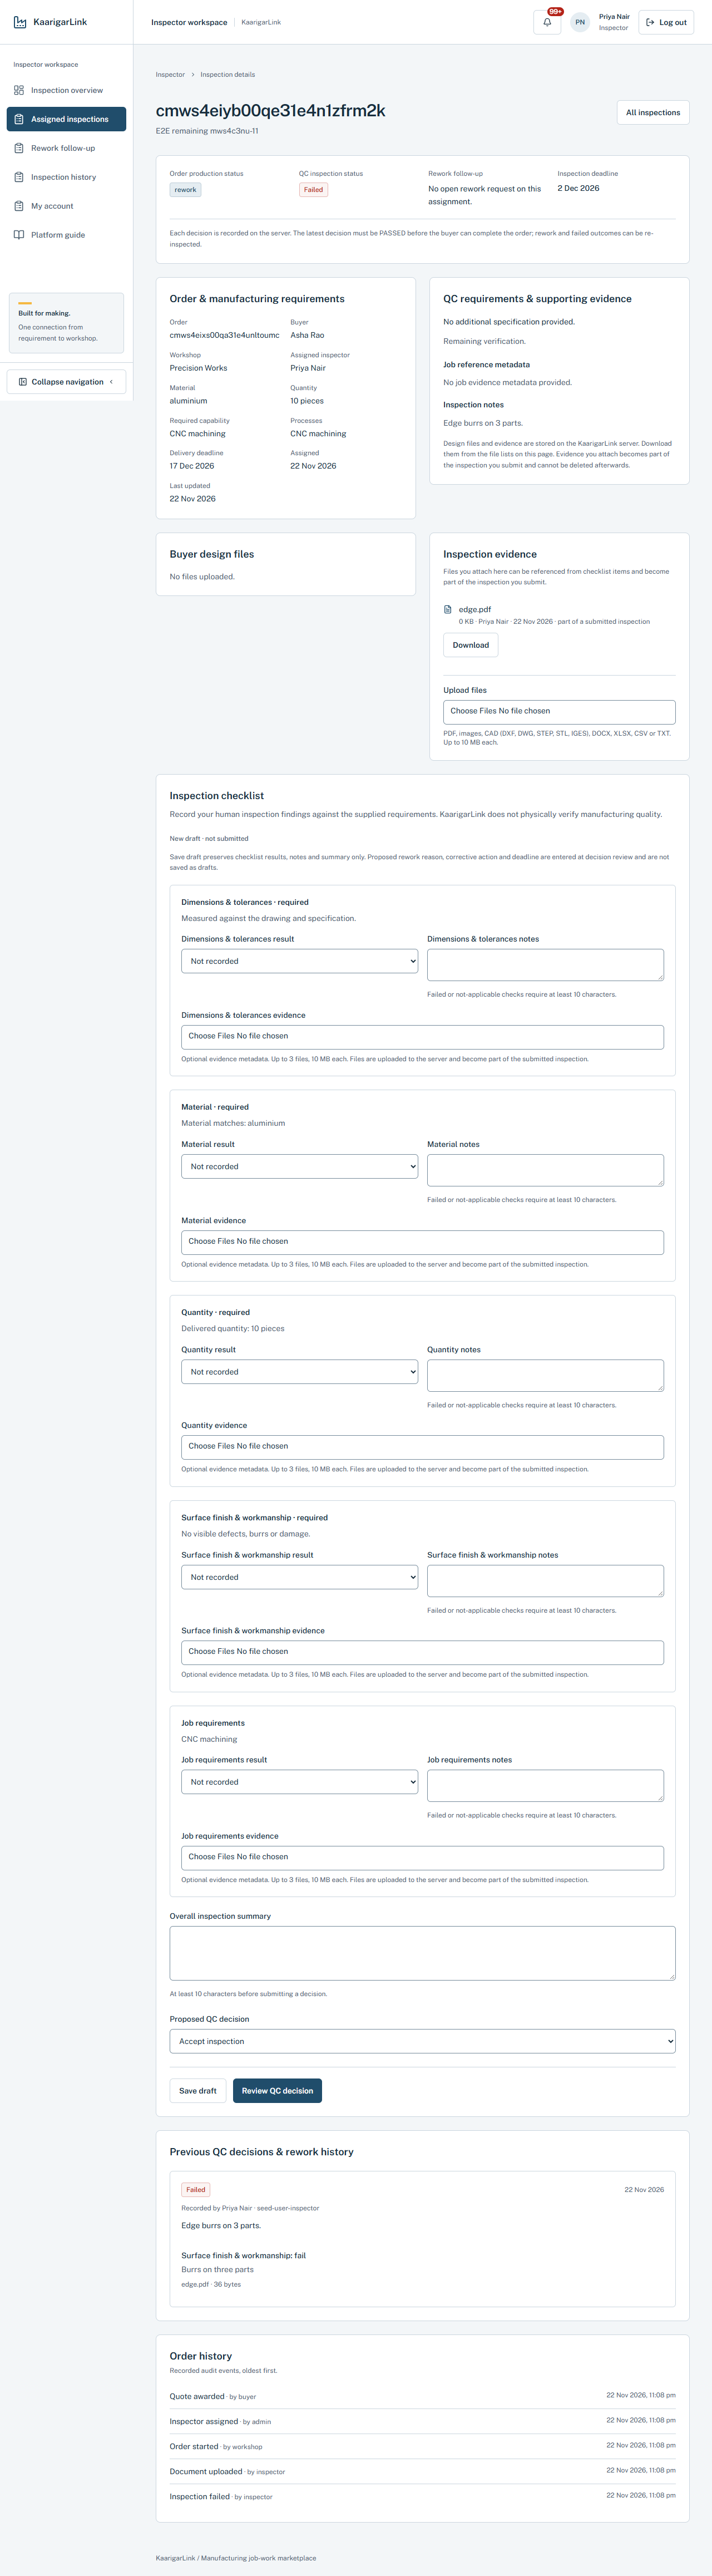 KaarigarLink
Inspector workspace
KaarigarLink
99+
PN
Priya Nair
Inspector
Log out
Inspector workspace
Inspection overview
Assigned inspections
Rework follow-up
Inspection history
My account
Platform guide
Built for making.
One connection from
requirement to workshop.
Collapse navigation
Inspector › Inspection details
cmws4eiyb00qe31e4n1zfrm2k
E2E remaining mws4c3nu-11
All inspections
Order production status
rework
QC inspection status
Failed
Rework follow-up
No open rework request on this
assignment.
Inspection deadline
2 Dec 2026
Each decision is recorded on the server. The latest decision must be PASSED before the buyer can complete the order; rework and failed outcomes can be re-
inspected.
Order & manufacturing requirements
Order
cmws4eixs00qa31e4unltoumc
Buyer
Asha Rao
Workshop
Precision Works
Assigned inspector
Priya Nair
Material
aluminium
Quantity
10 pieces
Required capability
CNC machining
Processes
CNC machining
Delivery deadline
17 Dec 2026
Assigned
22 Nov 2026
Last updated
22 Nov 2026
QC requirements & supporting evidence
No additional specification provided.
Remaining verification.
Job reference metadata
No job evidence metadata provided.
Inspection notes
Edge burrs on 3 parts.
Design files and evidence are stored on the KaarigarLink server. Download
them from the file lists on this page. Evidence you attach becomes part of
the inspection you submit and cannot be deleted afterwards.
Buyer design files
No files uploaded.
Inspection evidence
Files you attach here can be referenced from checklist items and become
part of the inspection you submit.
edge.pdf
0 KB · Priya Nair · 22 Nov 2026 · part of a submitted inspection
Download
Upload files
Choose Files No file chosen
PDF, images, CAD (DXF, DWG, STEP, STL, IGES), DOCX, XLSX, CSV or TXT.
Up to 10 MB each.
Inspection checklist
Record your human inspection findings against the supplied requirements. KaarigarLink does not physically verify manufacturing quality.
New draft · not submitted
Save draft preserves checklist results, notes and summary only. Proposed rework reason, corrective action and deadline are entered at decision review and are not
saved as drafts.
Dimensions & tolerances · required
Measured against the drawing and specification.
Dimensions & tolerances result
Not recorded
Dimensions & tolerances notes
Failed or not-applicable checks require at least 10 characters.
Dimensions & tolerances evidence
Choose Files No file chosen
Optional evidence metadata. Up to 3 files, 10 MB each. Files are uploaded to the server and become part of the submitted inspection.
Material · required
Material matches: aluminium
Material result
Not recorded
Material notes
Failed or not-applicable checks require at least 10 characters.
Material evidence
Choose Files No file chosen
Optional evidence metadata. Up to 3 files, 10 MB each. Files are uploaded to the server and become part of the submitted inspection.
Quantity · required
Delivered quantity: 10 pieces
Quantity result
Not recorded
Quantity notes
Failed or not-applicable checks require at least 10 characters.
Quantity evidence
Choose Files No file chosen
Optional evidence metadata. Up to 3 files, 10 MB each. Files are uploaded to the server and become part of the submitted inspection.
Surface finish & workmanship · required
No visible defects, burrs or damage.
Surface finish & workmanship result
Not recorded
Surface finish & workmanship notes
Failed or not-applicable checks require at least 10 characters.
Surface finish & workmanship evidence
Choose Files No file chosen
Optional evidence metadata. Up to 3 files, 10 MB each. Files are uploaded to the server and become part of the submitted inspection.
Job requirements
CNC machining
Job requirements result
Not recorded
Job requirements notes
Failed or not-applicable checks require at least 10 characters.
Job requirements evidence
Choose Files No file chosen
Optional evidence metadata. Up to 3 files, 10 MB each. Files are uploaded to the server and become part of the submitted inspection.
Overall inspection summary
At least 10 characters before submitting a decision.
Proposed QC decision
Accept inspection
Save draft
Review QC decision
Previous QC decisions & rework history
Failed
22 Nov 2026
Recorded by Priya Nair · seed-user-inspector
Edge burrs on 3 parts.
Surface finish & workmanship: fail
Burrs on three parts
edge.pdf · 36 bytes
Order history
Recorded audit events, oldest first.
Quote awarded · by buyer
22 Nov 2026, 11:08 pm
Inspector assigned · by admin
22 Nov 2026, 11:08 pm
Order started · by workshop
22 Nov 2026, 11:08 pm
Document uploaded · by inspector
22 Nov 2026, 11:08 pm
Inspection failed · by inspector
22 Nov 2026, 11:08 pm
KaarigarLink / Manufacturing job-work marketplace